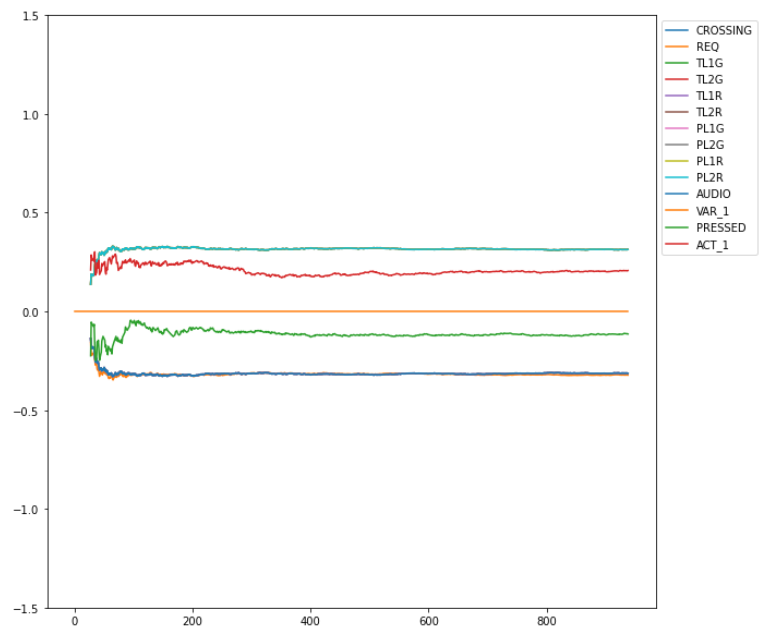 1.5
1.0
0.5
0.0
−0.5
−1.0
−1.5
0
200
400
600
800
CROSSING
REQ
TL1G
TL2G
TL1R
TL2R
PL1G
PL2G
PL1R
PL2R
AUDIO
VAR_1
PRESSED
ACT_1